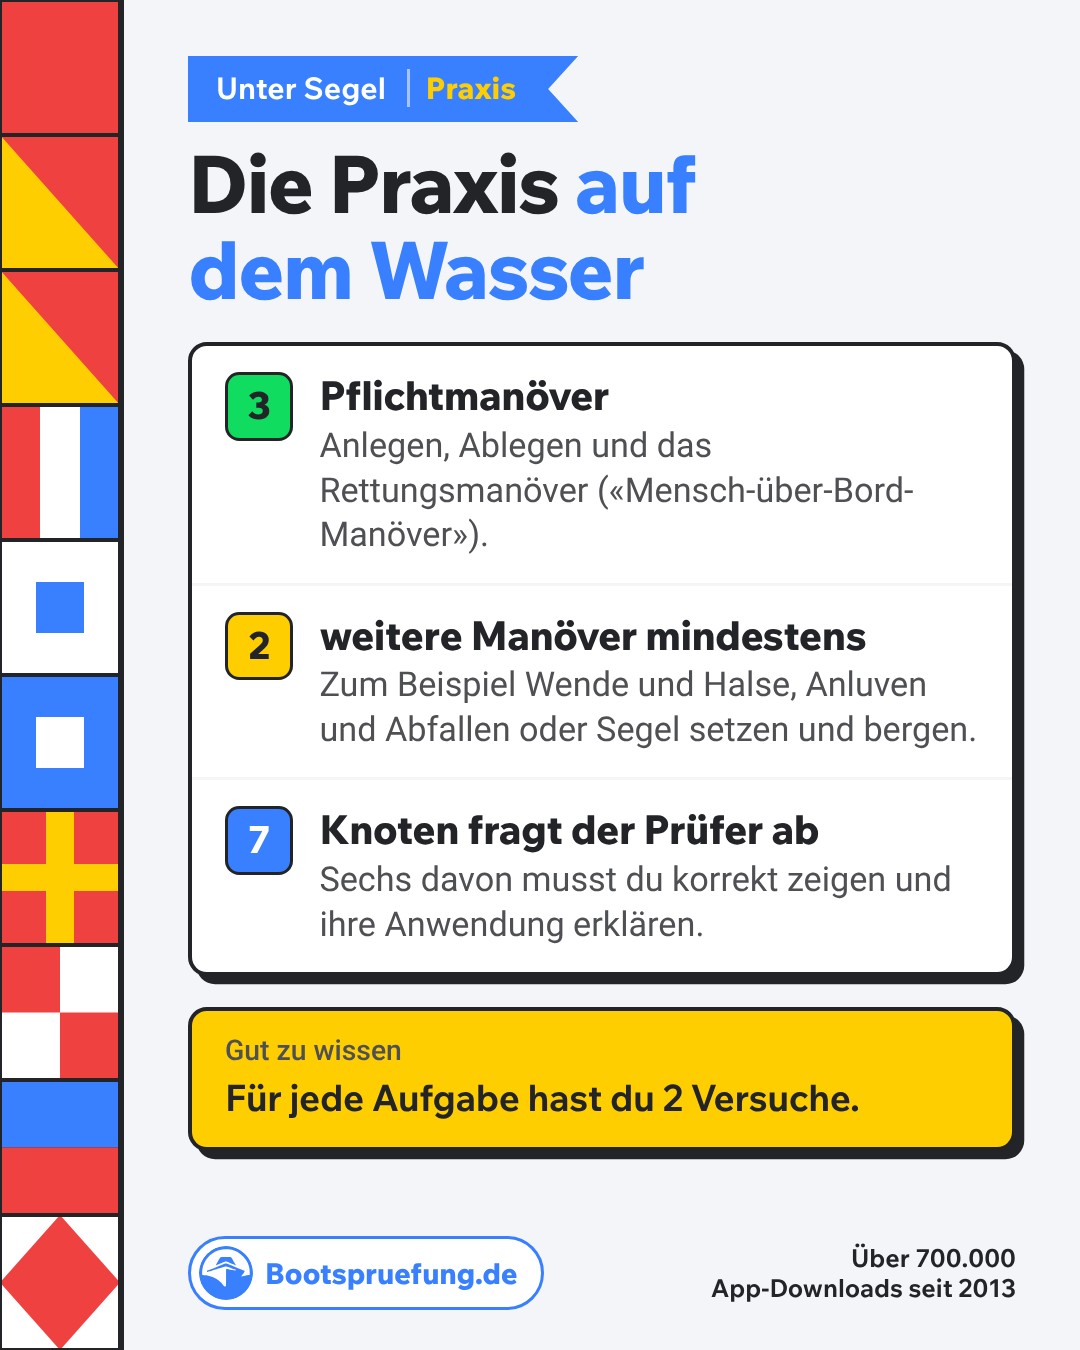 Unter Segel | Praxis
Die Praxis auf
dem Wasser
3
Pflichtmanöver
Anlegen, Ablegen und das
Rettungsmanöver («Mensch-über-Bord-
Manöver»).
2
weitere Manöver mindestens
Zum Beispiel Wende und Halse, Anluven
und Abfallen oder Segel setzen und bergen.
7
Knoten fragt der Prüfer ab
Sechs davon musst du korrekt zeigen und
ihre Anwendung erklären.
Gut zu wissen
Für jede Aufgabe hast du 2 Versuche.
Bootspruefung.de
Über 700.000
App-Downloads seit 2013